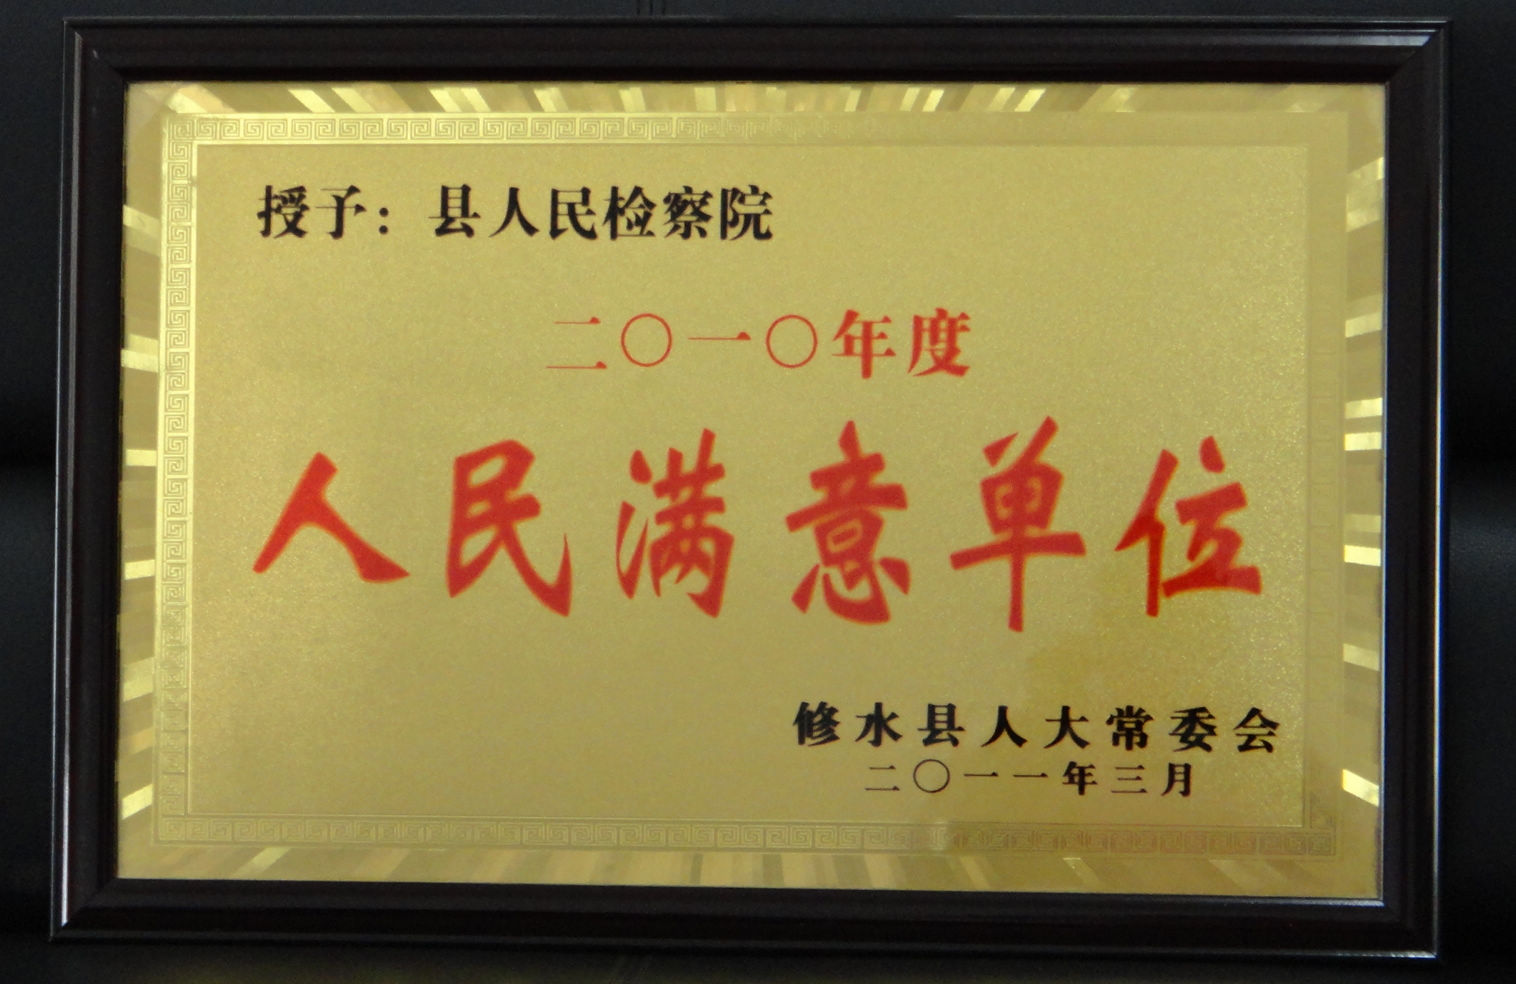 授予：县人民检察院
二〇一〇年度
人民满意单位
修水县人大常委会
二〇一一年三月